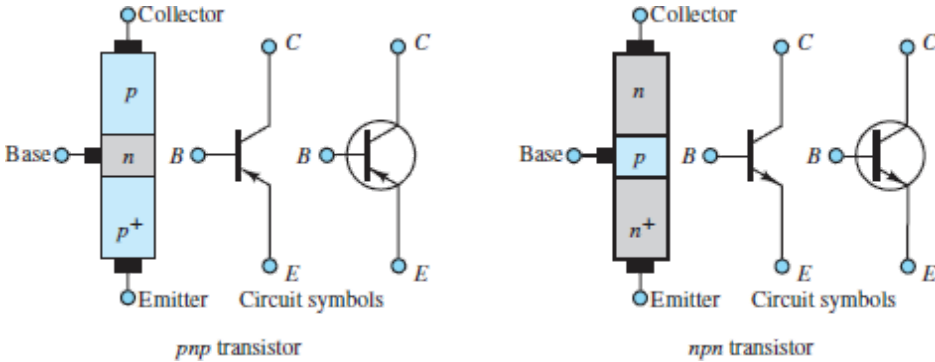 Collector
C
C
p
Base
n
B
B
p+
E
E
Emitter
Circuit symbols
pnp transistor
Collector
C
C
n
Base
p
B
B
n+
E
E
Emitter
Circuit symbols
npn transistor